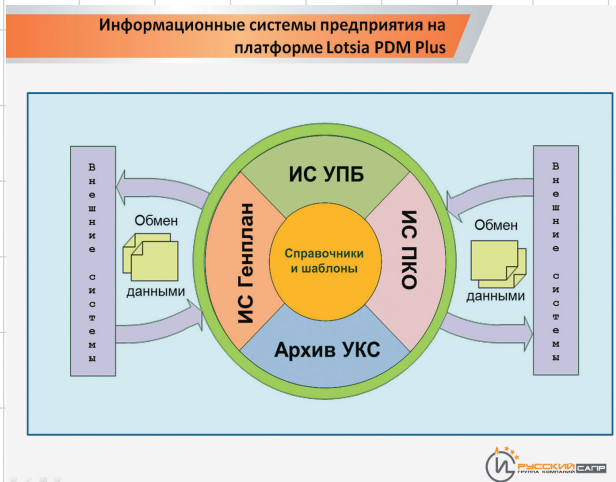 Информационные системы предприятия на
платформе Lotsia PDM Plus
Внешние системы
Обмен
данными
ИС УПБ
ИС Генплан
Справочники
и шаблоны
ИС ПКО
Архив УКС
Обмен
данными
Внешние системы
РУССКИЙ САПР
ГРУППА КОМПАНИЙ